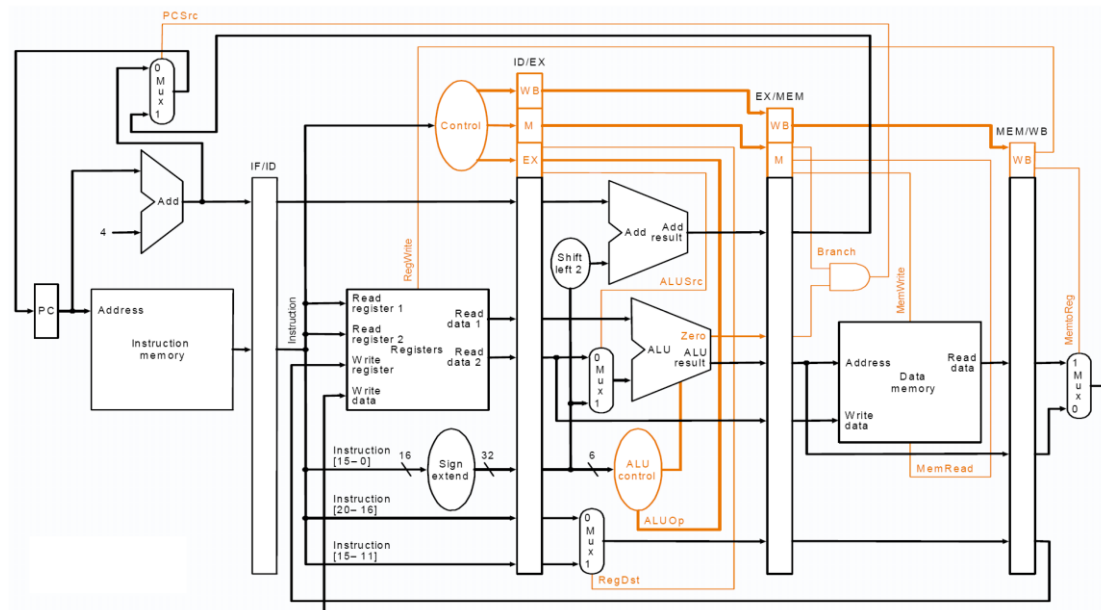 PCSrc
0
M
u
x
1
ID/EX
WB
M
EX
Control
EX/MEM
WB
M
MEM/WB
WB
IF/ID
Add
4
RegWrite
Shift
left 2
Add
Add
result
ALUSrc
Branch
MemWrite
MemtoReg
PC
Address
Instruction
memory
Instruction
Read
register 1
Read
register 2
Registers
Write
register
Write
data
Read
data 1
Read
data 2
0
M
u
x
1
Zero
ALU
ALU
result
Address
Read
data
Data
memory
Write
data
1
M
u
x
0
MemRead
Instruction
[15–0]
16
Sign
extend
32
6
ALU
control
ALUOp
Instruction
[20–16]
Instruction
[15–11]
0
M
u
x
1
RegDst